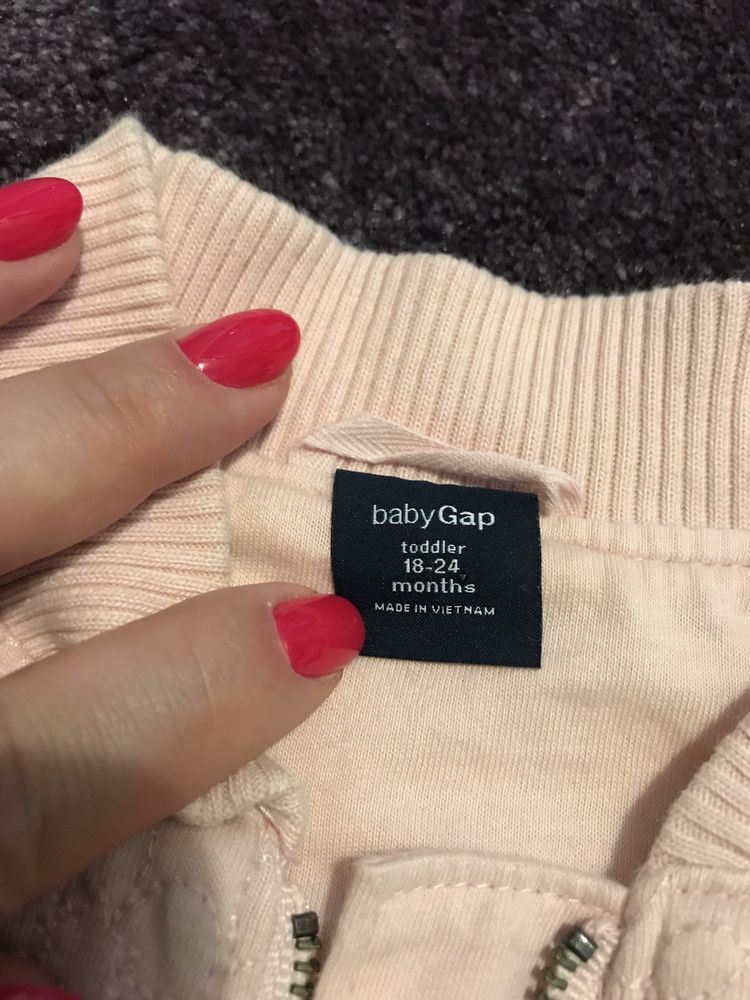 babyGap
toddler
18-24
months
MADE IN VIETNAM